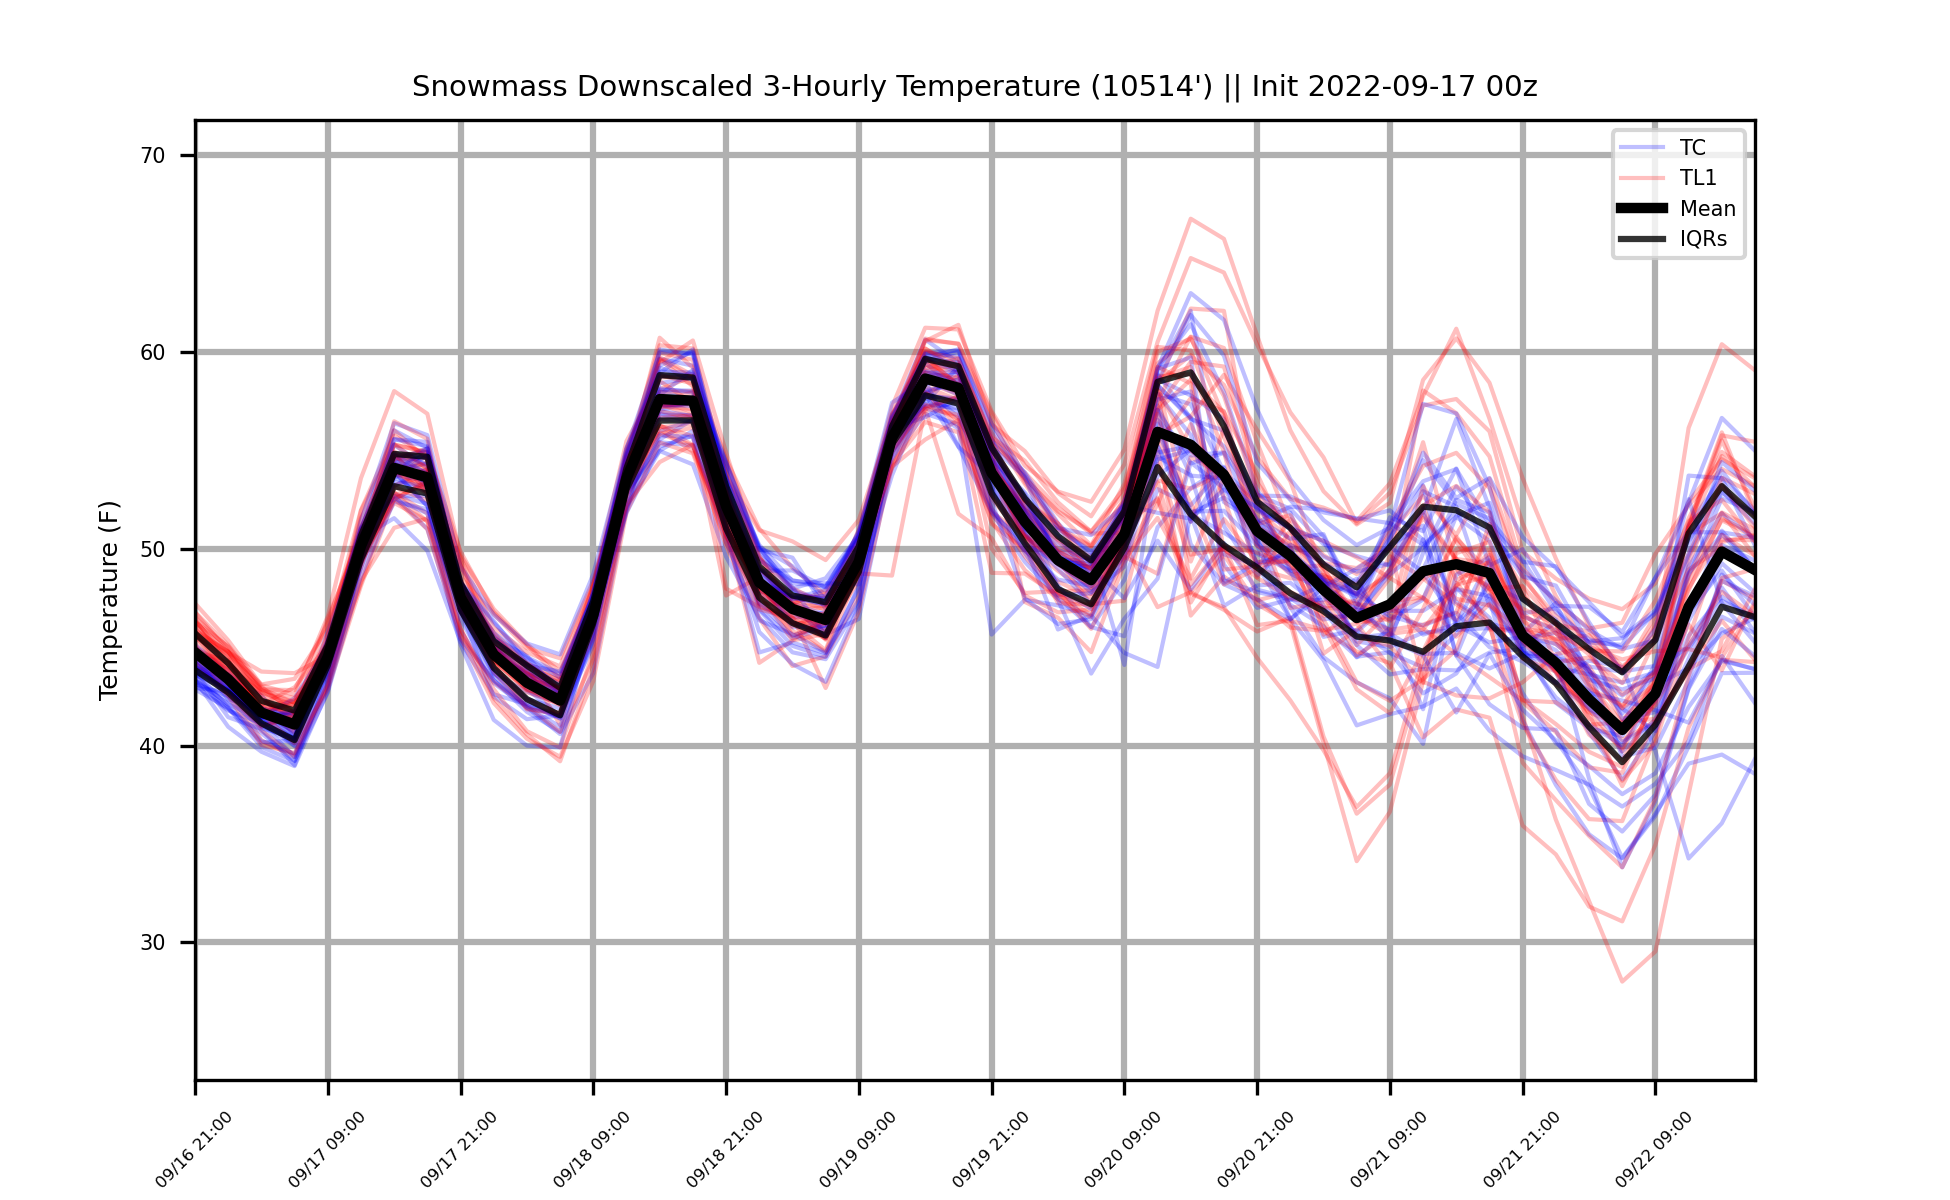 Snowmass Downscaled 3-Hourly Temperature (10514') || Init 2022-09-17 00z
TC
TL1
Mean
IQRs
Temperature (F)
70
60
50
40
30
09/16 21:00
09/17 09:00
09/17 21:00
09/18 09:00
09/18 21:00
09/19 09:00
09/19 21:00
09/20 09:00
09/20 21:00
09/21 09:00
09/21 21:00
09/22 09:00